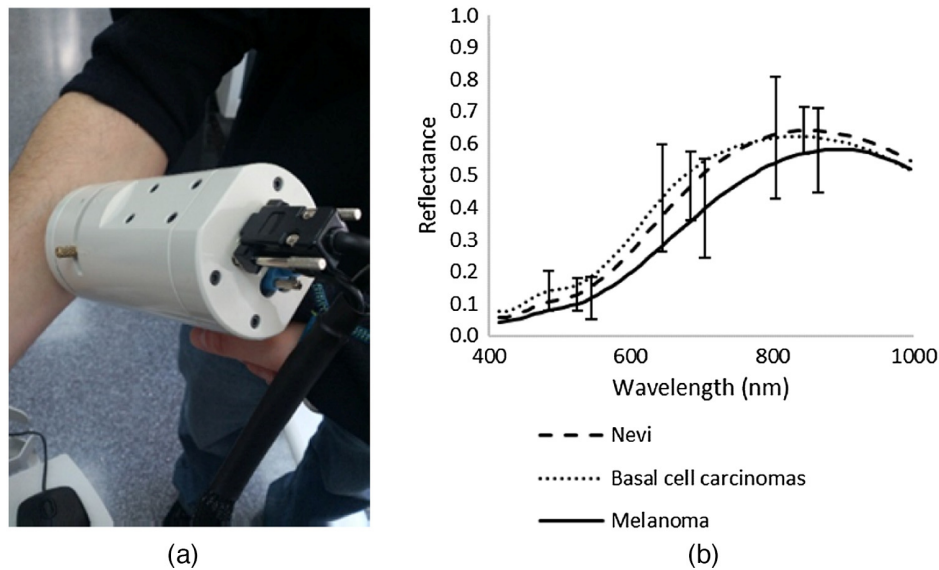 1.0
0.9
0.8
0.7
0.6
0.5
0.4
0.3
0.2
0.1
0.0
Reflectance
400 600 800 1000
Wavelength (nm)
Nevi
Basal cell carcinomas
Melanoma
(a) (b)